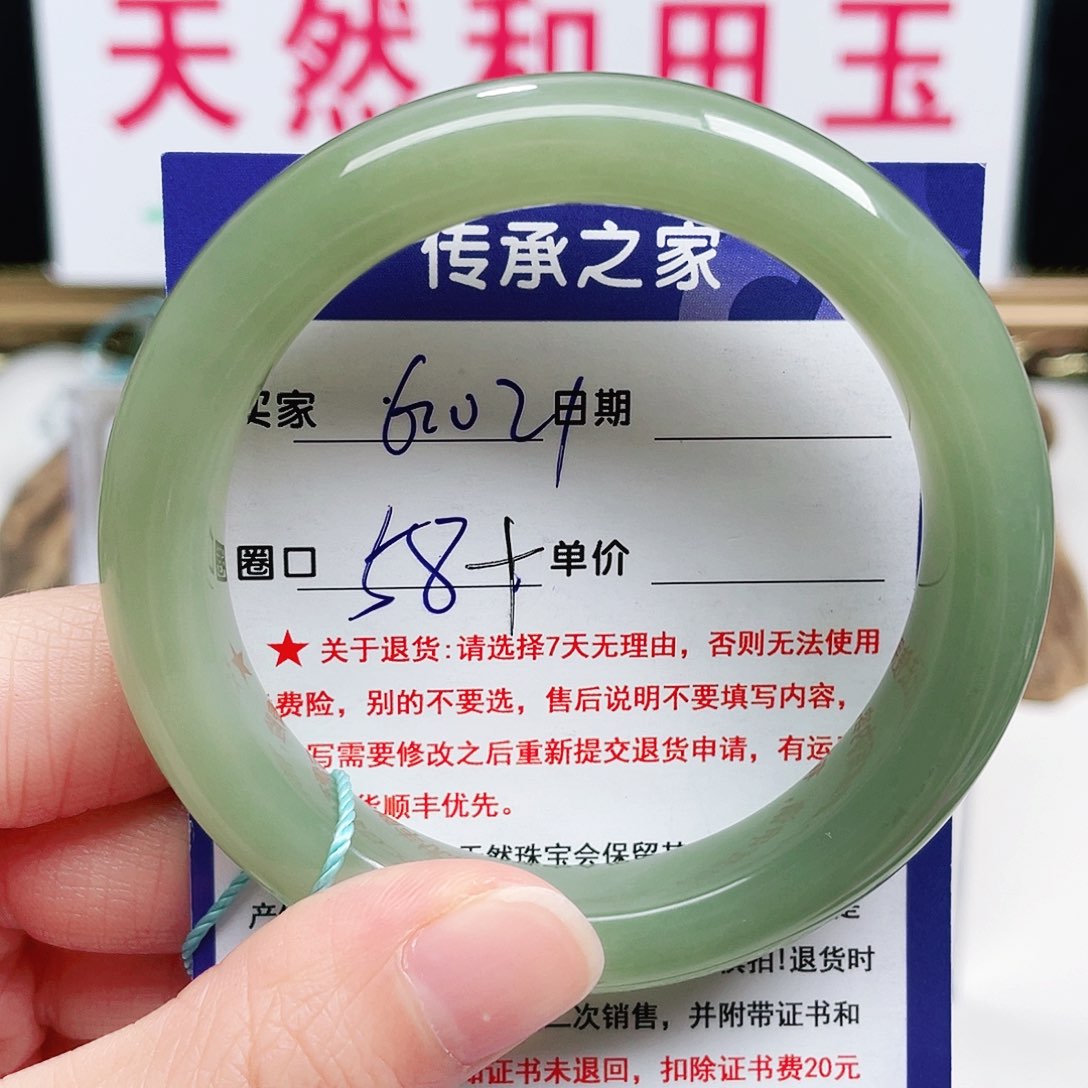 天然和田玉
传承之家
买家 日期
圈口 58+ 单价
★关于退货:请选择7天无理由，否则无法使用
费险，别的不要选，售后说明不要填写内容，
写需要修改之后重新提交退货申请，有运
顺丰优先。
天然珠宝会保留其
产
拍!退货时
二次销售，并附带证书和
证书未退回，扣除证书费20元